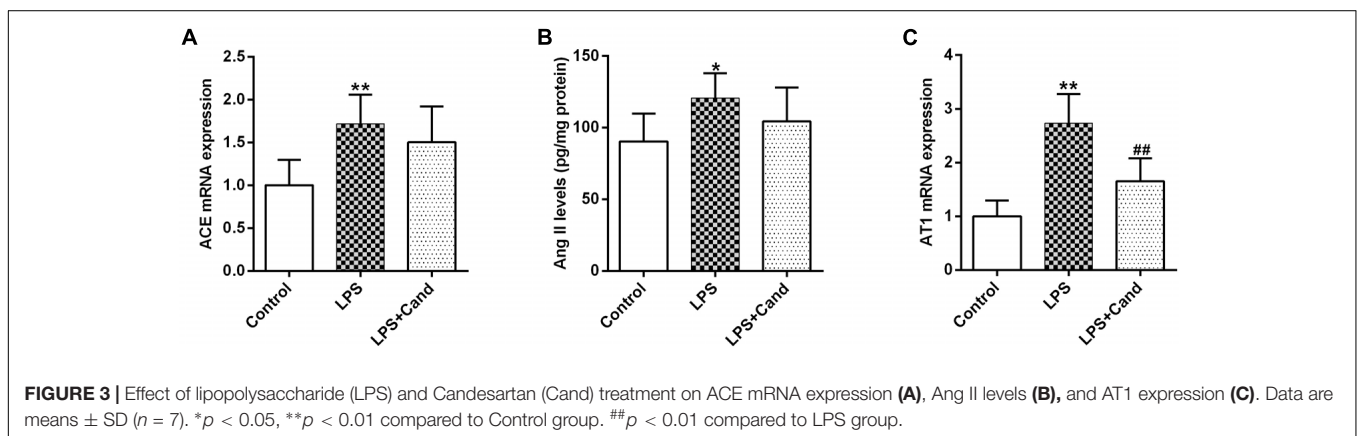 A
ACE mRNA expression
2.5
2.0
1.5
1.0
0.5
0.0
**
Control
LPS
LPS+Cand
B
Ang II levels (pg/mg protein)
150
100
50
0
*
Control
LPS
LPS+Cand
C
AT1 mRNA expression
4
3
2
1
0
**
##
Control
LPS
LPS+Cand
FIGURE 3 | Effect of lipopolysaccharide (LPS) and Candesartan (Cand) treatment on ACE mRNA expression (A), Ang II levels (B), and AT1 expression (C). Data are
means ± SD (n = 7). *p < 0.05, **p < 0.01 compared to Control group. ##p < 0.01 compared to LPS group.